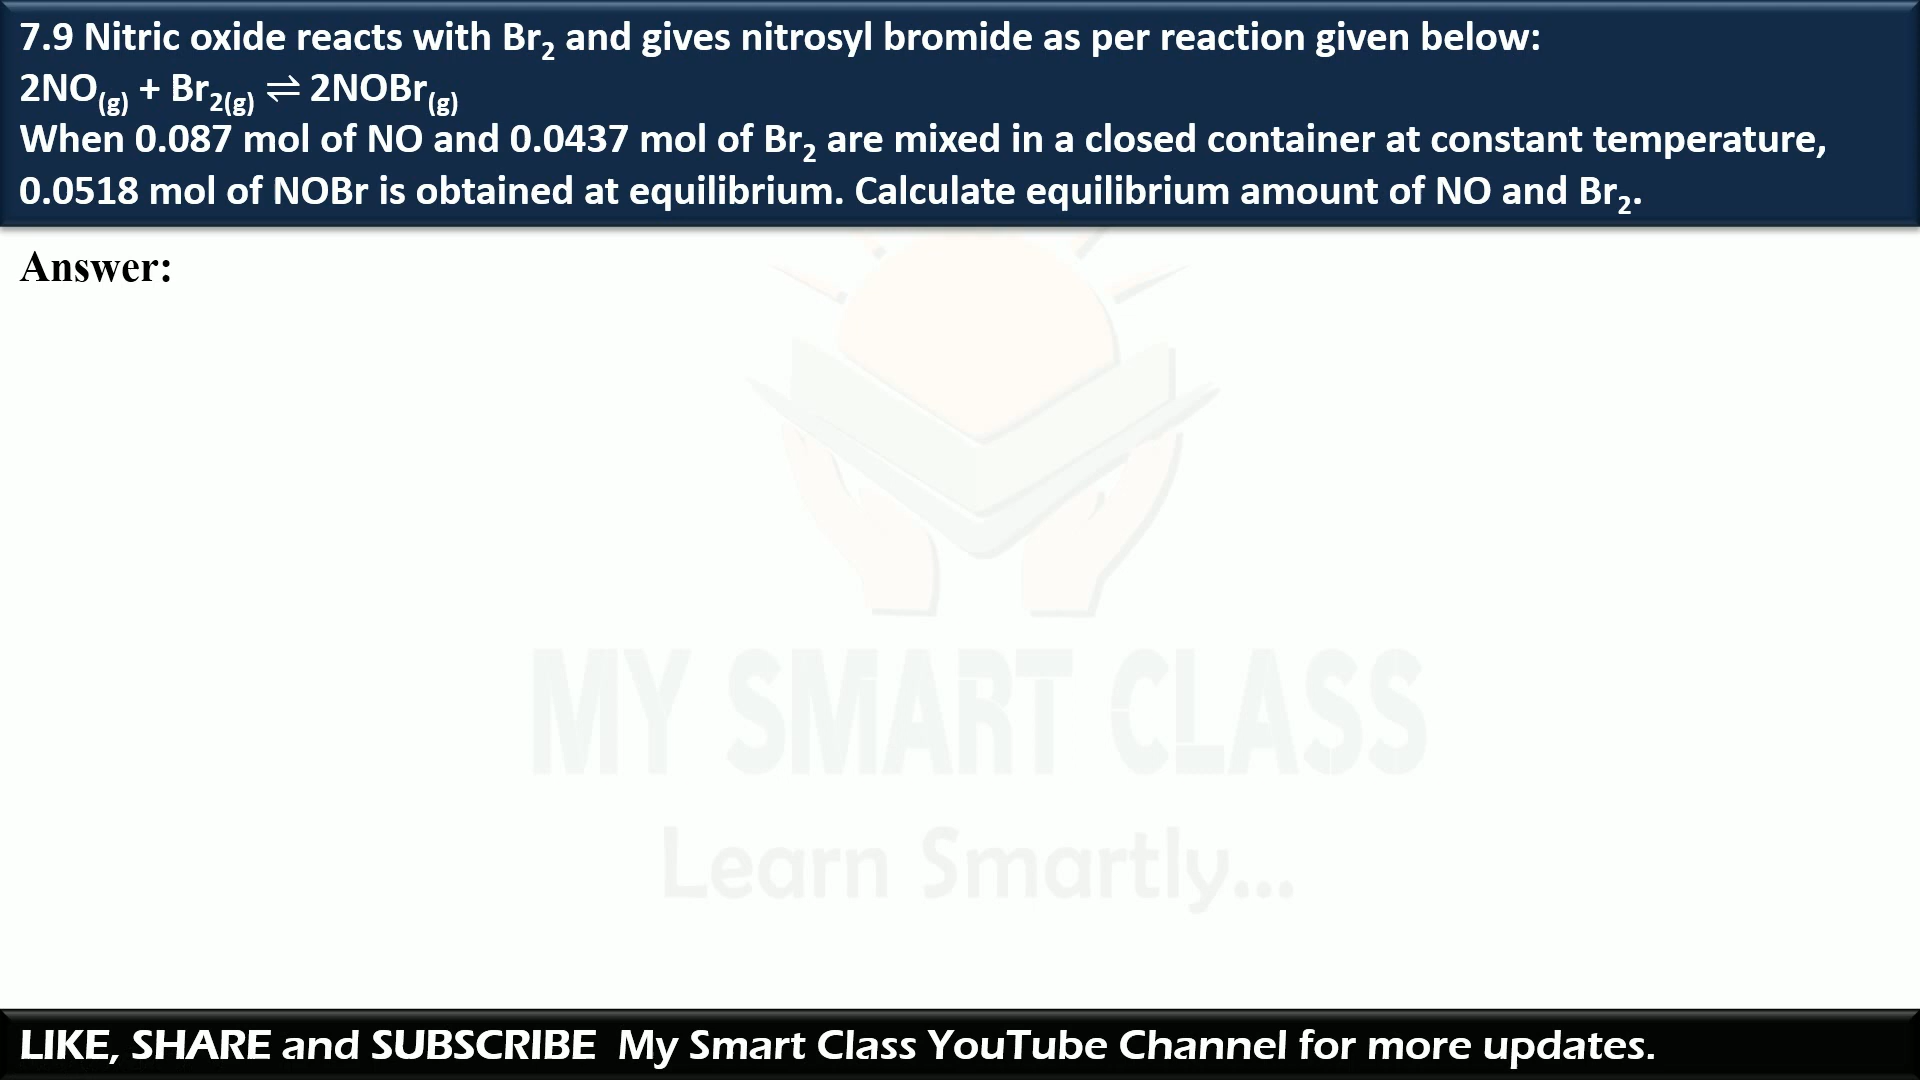 7.9 Nitric oxide reacts with Br₂ and gives nitrosyl bromide as per reaction given below:
2NO(g) + Br₂(g) ⇌ 2NOBr(g)
When 0.087 mol of NO and 0.0437 mol of Br₂ are mixed in a closed container at constant temperature,
0.0518 mol of NOBr is obtained at equilibrium. Calculate equilibrium amount of NO and Br₂.
Answer:
MY SMART CLASS
Learn Smartly...
LIKE, SHARE and SUBSCRIBE My Smart Class YouTube Channel for more updates.